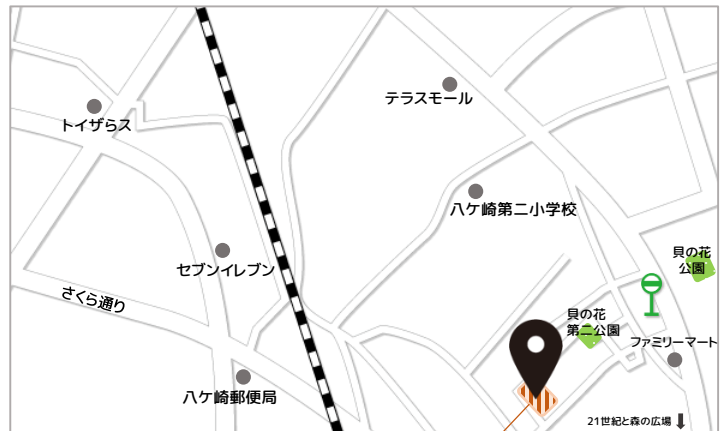 テラスモール
トイザらス
八ケ崎第二小学校
貝の花
公園
セブンイレブン
さくら通り
貝の花
第二公園
ファミリーマート
八ケ崎郵便局
21世紀と森の広場